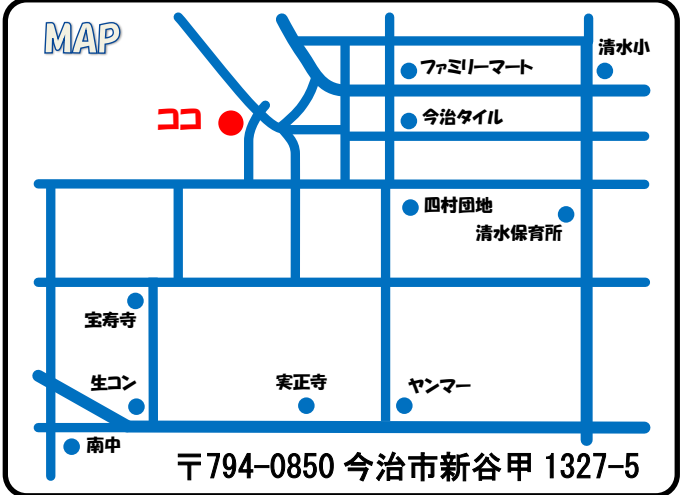 MAP
清水小
ファミリーマート
ココ
今治タイル
四村団地
清水保育所
宝寿寺
生コン
実正寺
ヤンマー
南中
〒794-0850 今治市新谷甲 1327-5